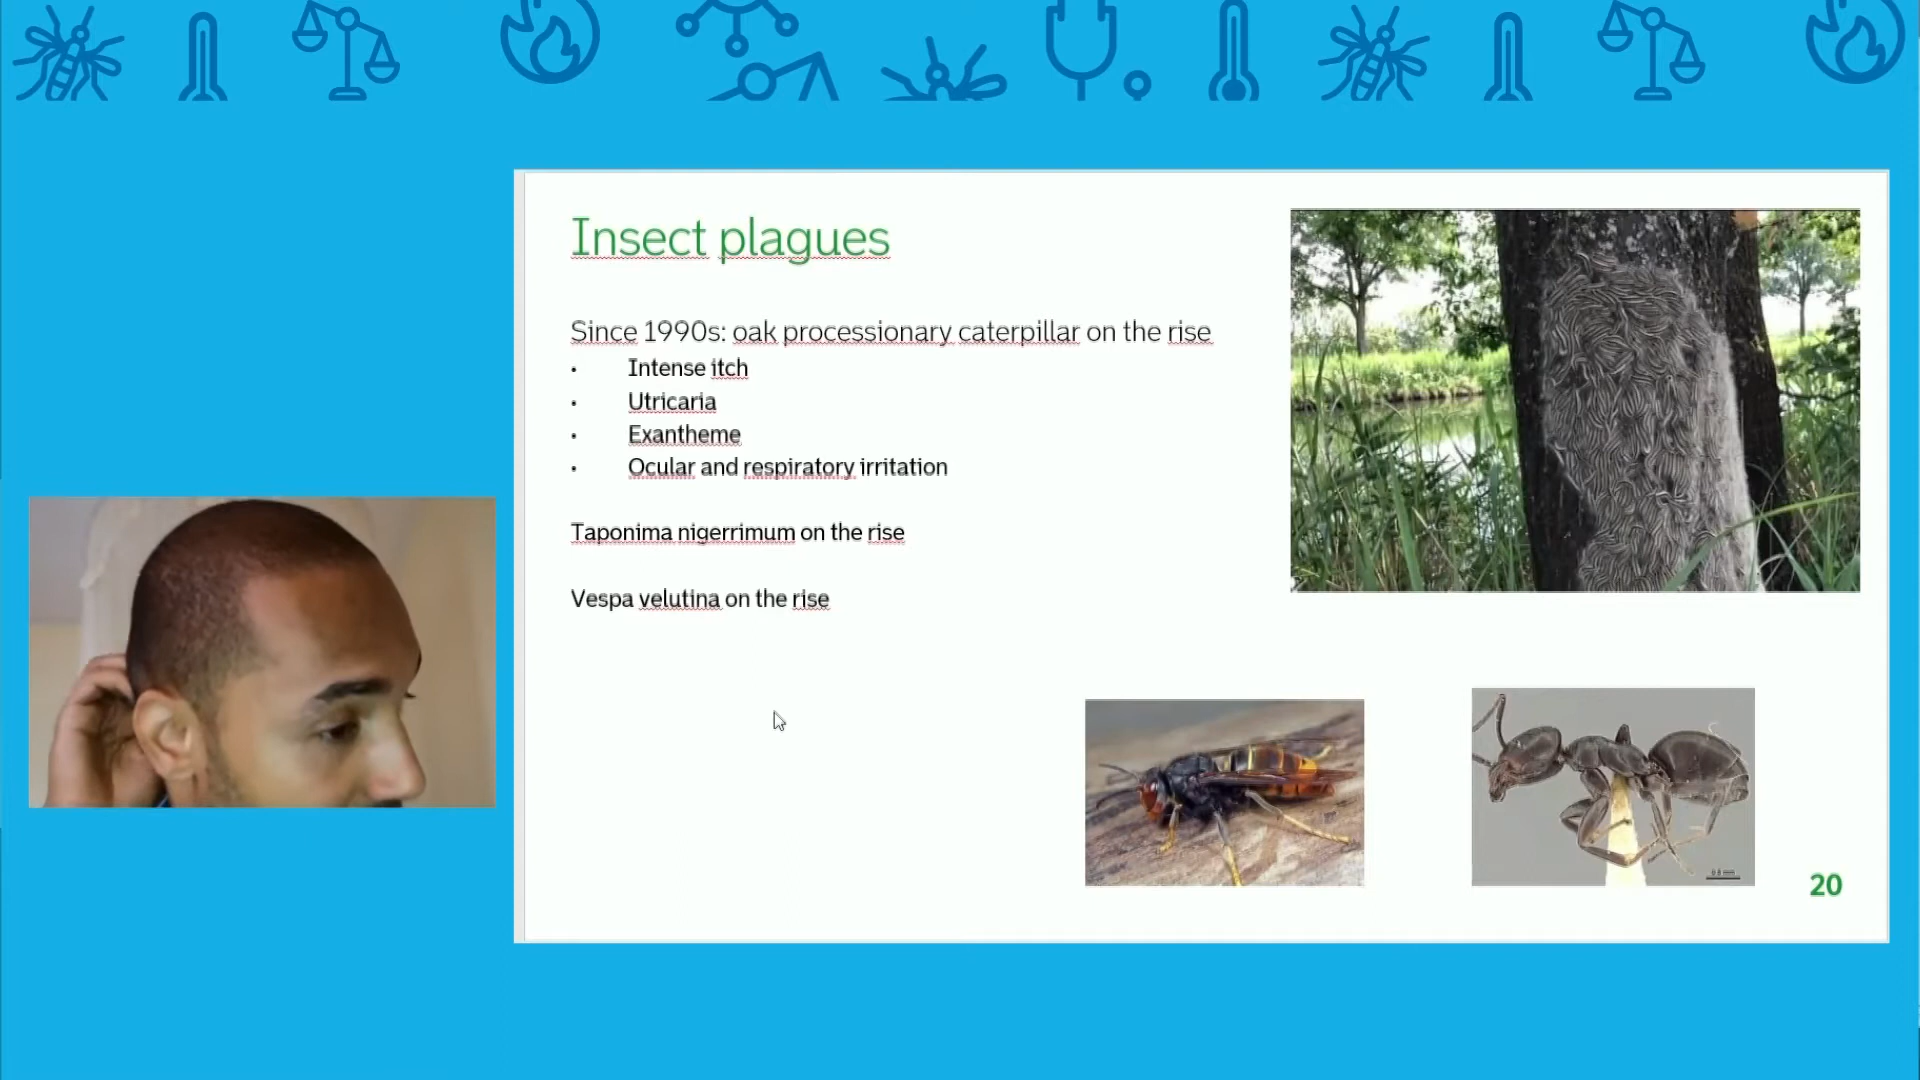 Insect plagues
Since 1990s: oak processionary caterpillar on the rise
• Intense itch
• Utricaria
• Exantheme
• Ocular and respiratory irritation
Taponima nigerrimum on the rise
Vespa velutina on the rise
20